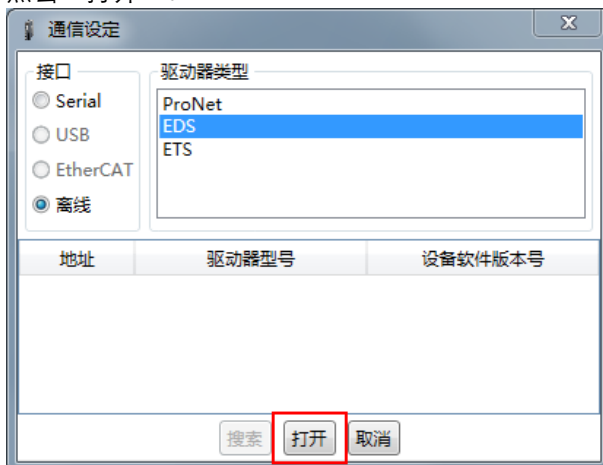 通信设定
接口
Serial
USB
EtherCAT
离线
驱动器类型
ProNet
EDS
ETS
地址 驱动器型号 设备软件版本号
搜索 打开 取消